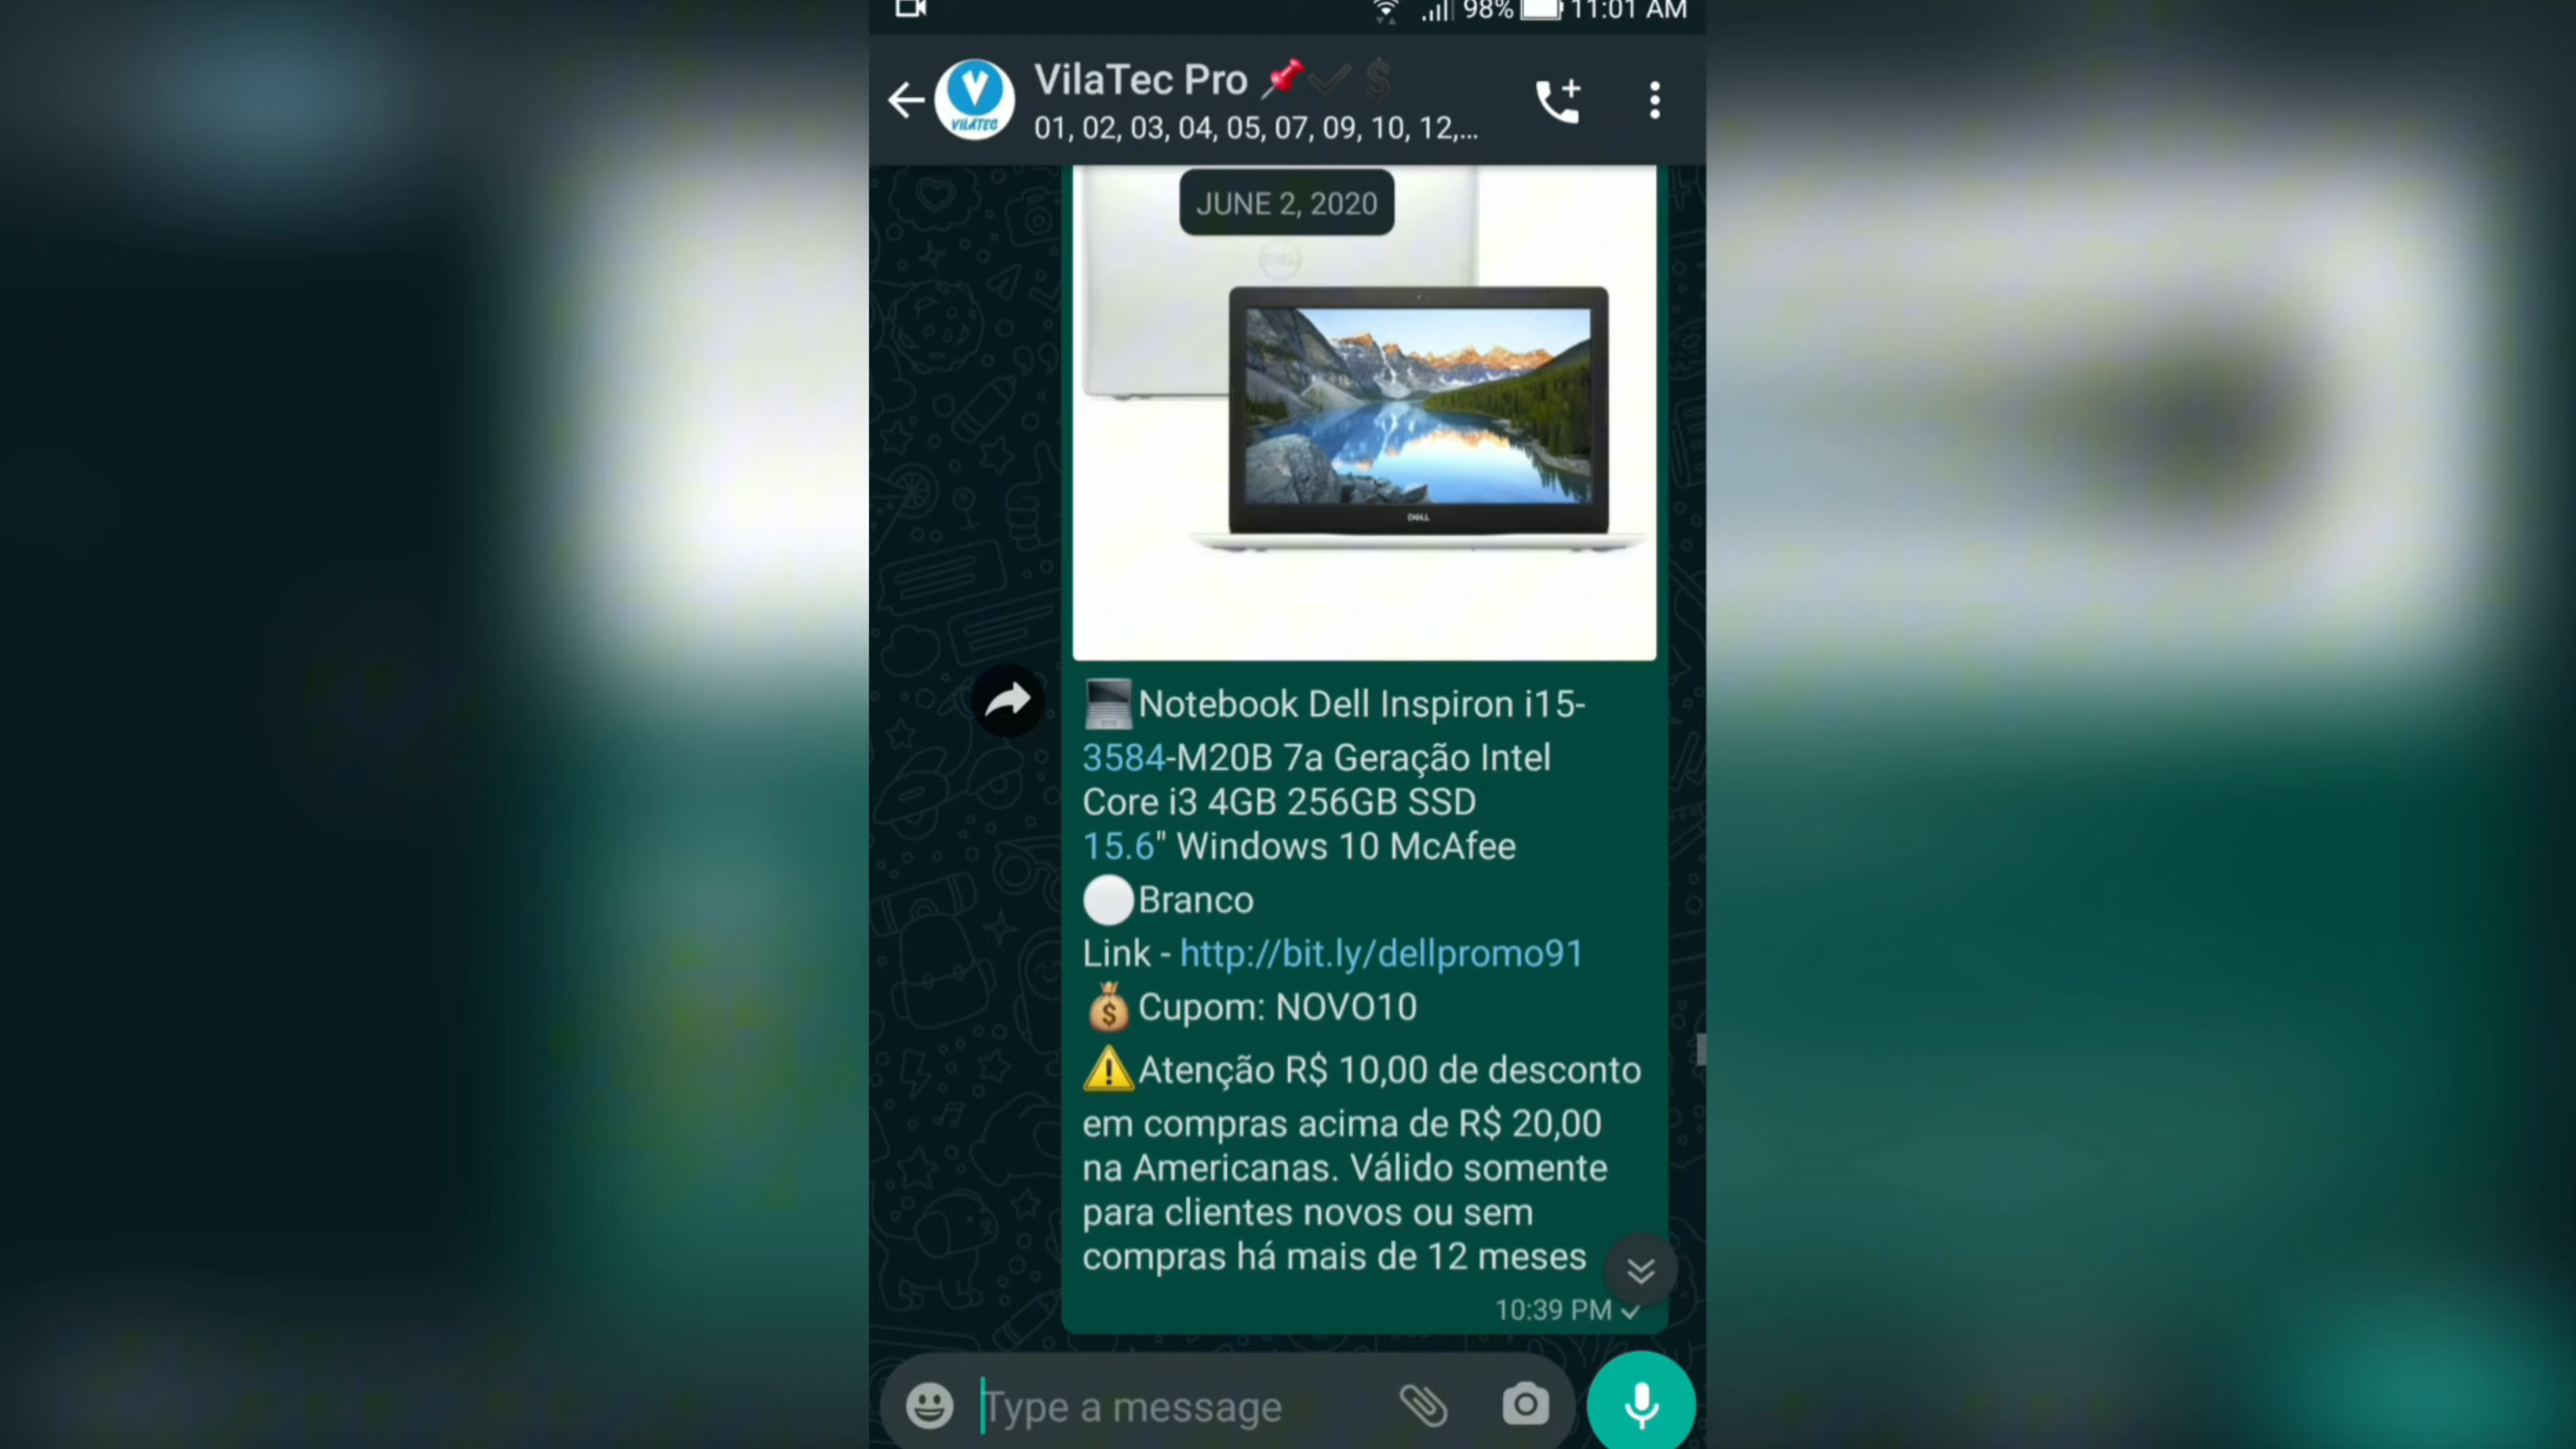 98% 11:01 AM
VilaTec Pro
01, 02, 03, 04, 05, 07, 09, 10, 12,...
VILATEC
JUNE 2, 2020
DELL
DELL
Notebook Dell Inspiron i15-
3584-M20B 7a Geração Intel
Core i3 4GB 256GB SSD
15.6" Windows 10 McAfee
Branco
Link - http://bit.ly/dellpromo91
Cupom: NOVO10
Atenção R$ 10,00 de desconto
em compras acima de R$ 20,00
na Americanas. Válido somente
para clientes novos ou sem
compras há mais de 12 meses
10:39 PM
Type a message